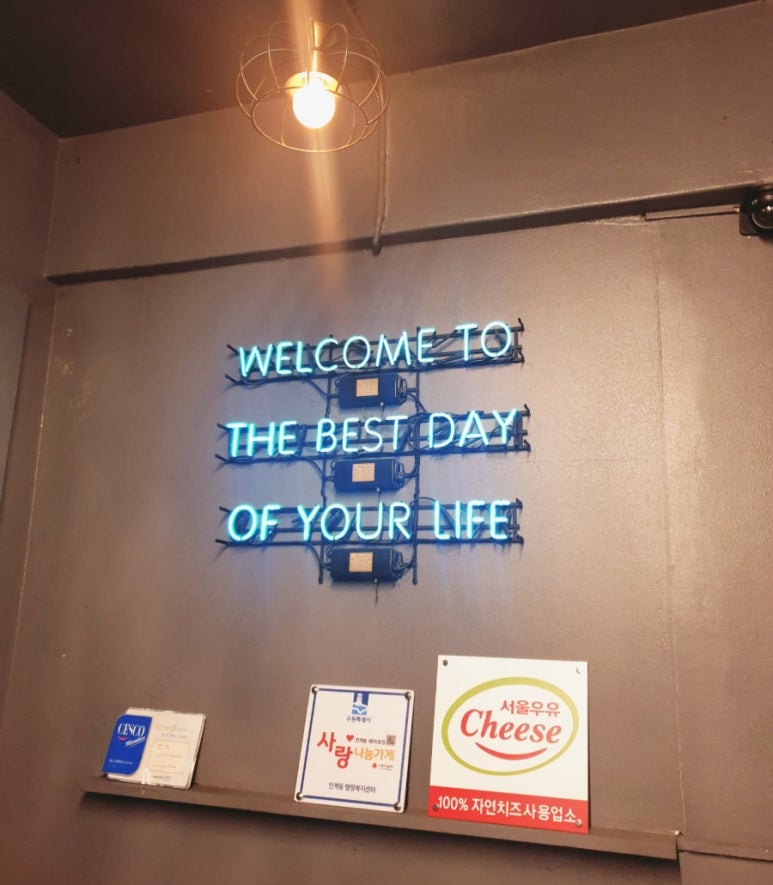 WELCOME TO
THE BEST DAY
OF YOUR LIFE
CESCO
Members
수원특례시
사랑
나눔가게
인계동 행정복지센터
서울우유
Cheese
100% 자연치즈사용업소